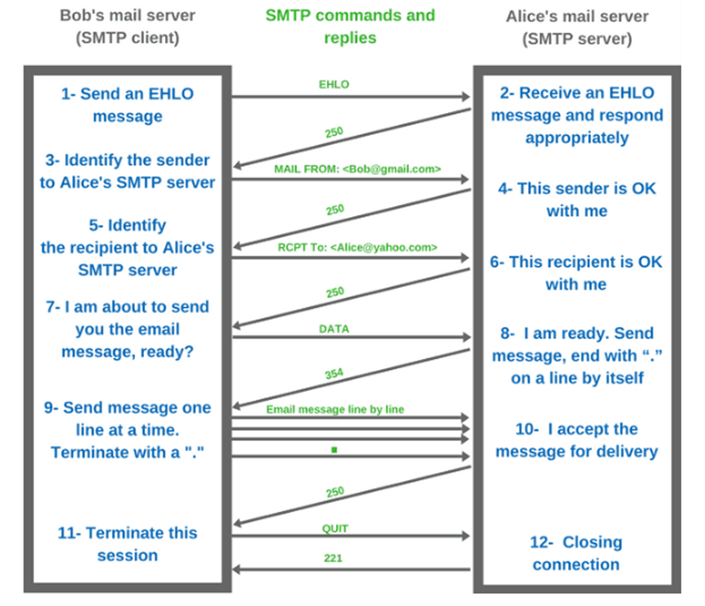 Bob's mail server
(SMTP client)
SMTP commands and
replies
Alice's mail server
(SMTP server)
1- Send an EHLO
message
EHLO
2- Receive an EHLO
message and respond
appropriately
250
3- Identify the sender
to Alice's SMTP server
MAIL FROM: <Bob@gmail.com>
4- This sender is OK
with me
250
5- Identify
the recipient to Alice's
SMTP server
RCPT To: <Alice@yahoo.com>
6- This recipient is OK
with me
250
7- I am about to send
you the email
message, ready?
DATA
8- I am ready. Send
message, end with “.”
on a line by itself
354
9- Send message one
line at a time.
Terminate with a "."
Email message line by line
.
10- I accept the
message for delivery
250
11- Terminate this
session
QUIT
12- Closing
connection
221